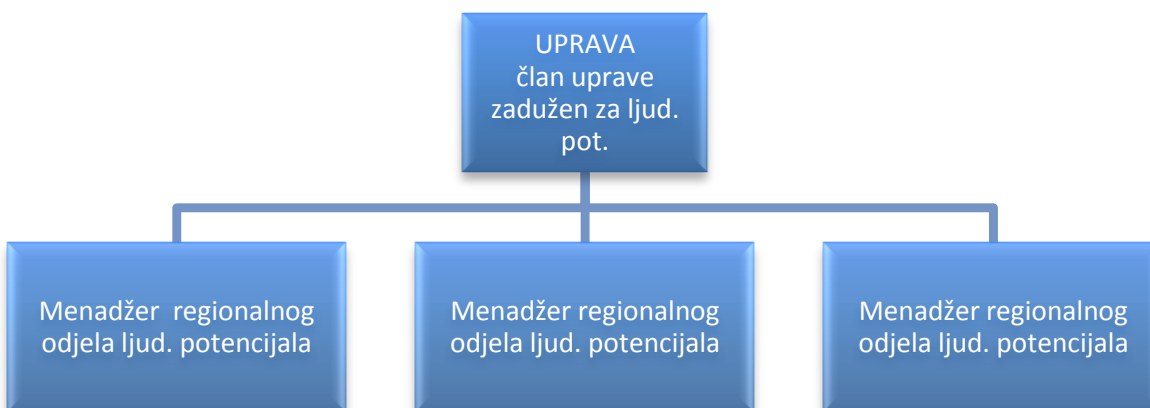 UPRAVA
član uprave
zadužen za ljud.
pot.
Menadžer  regionalnog
odjela ljud. potencijala
Menadžer regionalnog
odjela ljud. potencijala
Menadžer regionalnog
odjela ljud. potencijala